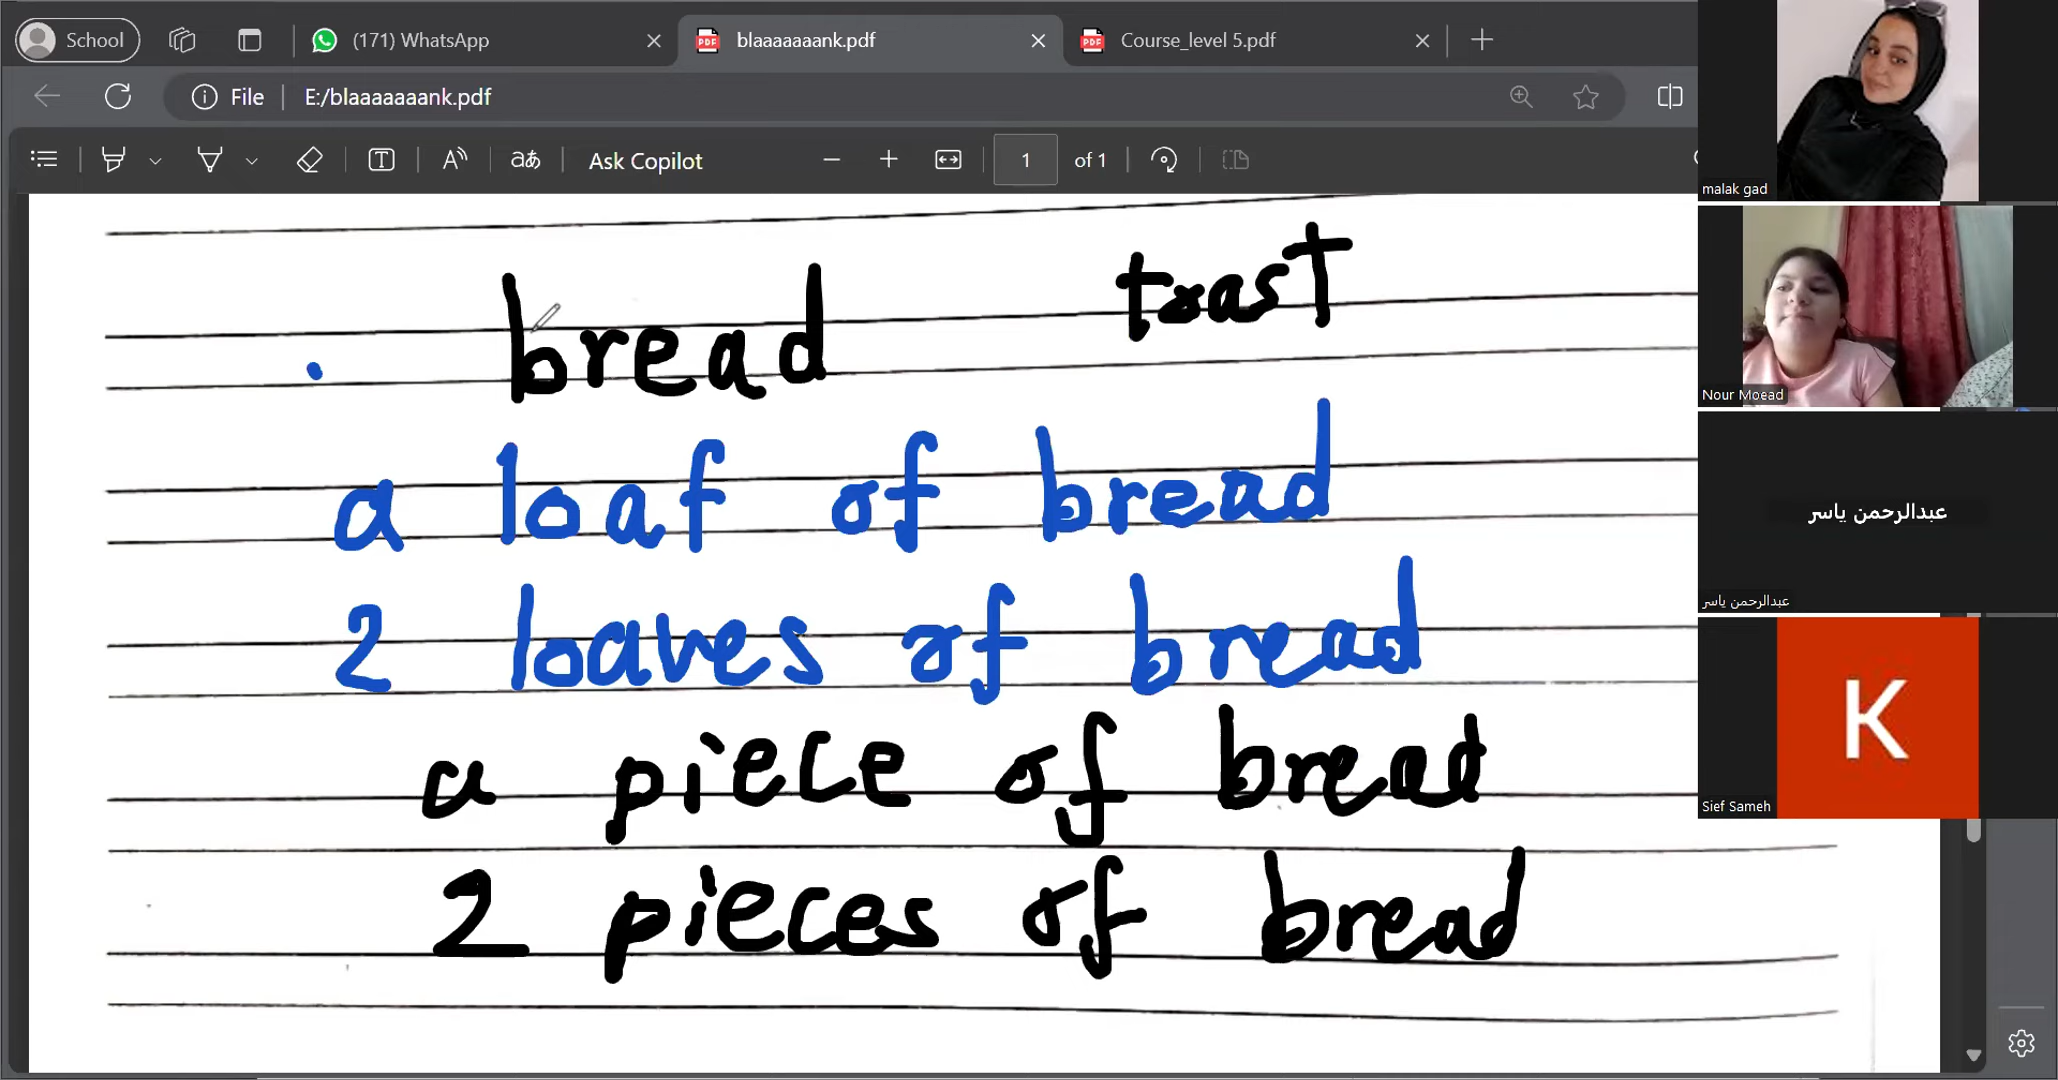 School
(171) WhatsApp
blaaaaaaank.pdf
Course_level 5.pdf
File
E:/blaaaaaaank.pdf
Ask Copilot
1 of 1
bread toast
a loaf of bread
2 loaves of bread
a piece of bread
2 pieces of bread
malak gad
Nour Moead
عبدالرحمن ياسر
عبدالرحمن ياسر
K
Sief Sameh